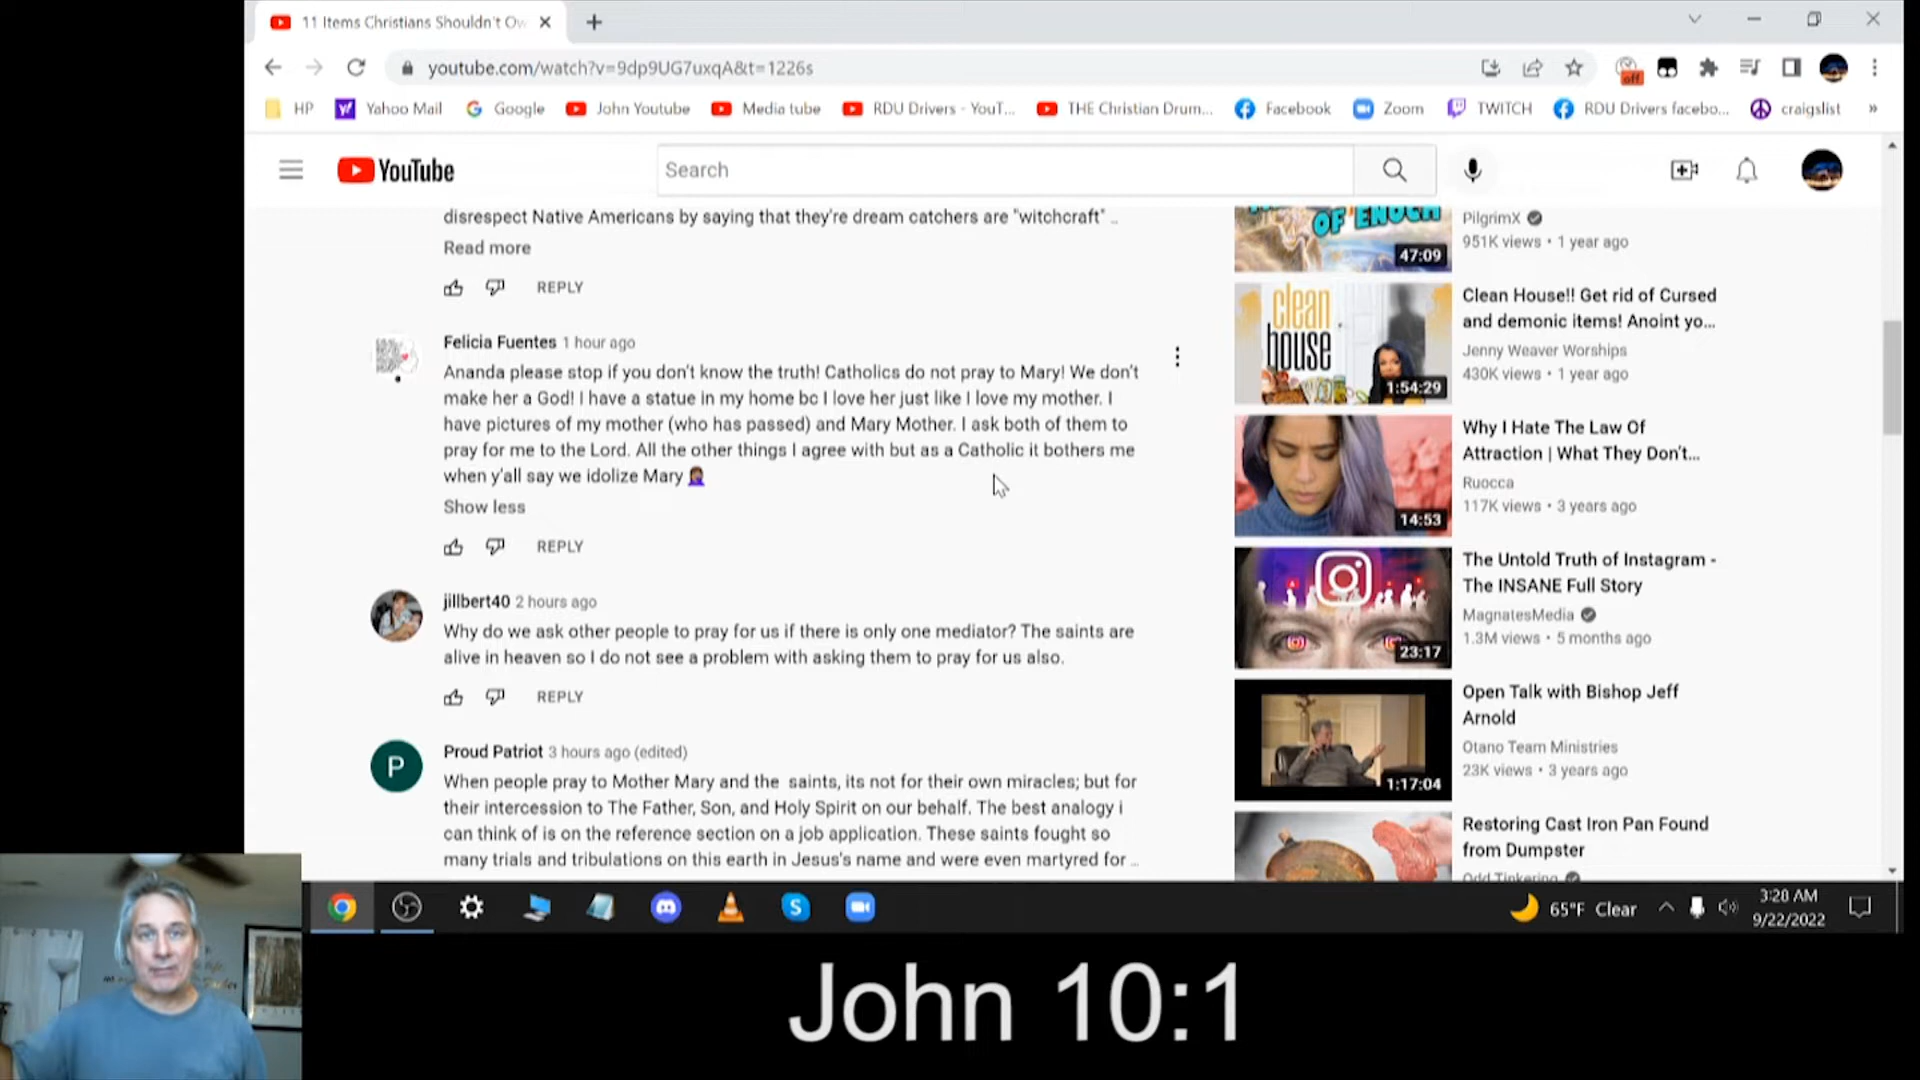 11 Items Christians Shouldn't Ow
youtube.com/watch?v=9dp9UG7uxqA&t=1226s
off
HP
Yahoo Mail
Google
John Youtube
Media tube
RDU Drivers - YouT...
THE Christian Drum...
Facebook
Zoom
TWITCH
RDU Drivers facebo...
craigslist
»
YouTube
Search
disrespect Native Americans by saying that they're dream catchers are "witchcraft" ..
Read more
REPLY
Felicia Fuentes 1 hour ago
Ananda please stop if you don't know the truth! Catholics do not pray to Mary! We don't
make her a God! I have a statue in my home bc I love her just like I love my mother. I
have pictures of my mother (who has passed) and Mary Mother. I ask both of them to
pray for me to the Lord. All the other things I agree with but as a Catholic it bothers me
when y'all say we idolize Mary
Show less
REPLY
jillbert40 2 hours ago
Why do we ask other people to pray for us if there is only one mediator? The saints are
alive in heaven so I do not see a problem with asking them to pray for us also.
REPLY
P
Proud Patriot 3 hours ago (edited)
When people pray to Mother Mary and the saints, its not for their own miracles; but for
their intercession to The Father, Son, and Holy Spirit on our behalf. The best analogy i
can think of is on the reference section on a job application. These saints fought so
many trials and tribulations on this earth in Jesus's name and were even martyred for ..
OF ENOCH
47:09
PilgrimX
951K views • 1 year ago
clean
house
1:54:29
Clean House!! Get rid of Cursed
and demonic items! Anoint yo...
Jenny Weaver Worships
430K views • 1 year ago
14:53
Why I Hate The Law Of
Attraction | What They Don't...
Ruocca
117K views • 3 years ago
23:17
The Untold Truth of Instagram -
The INSANE Full Story
MagnatesMedia
1.3M views • 5 months ago
1:17:04
Open Talk with Bishop Jeff
Arnold
Otano Team Ministries
23K views • 3 years ago
Restoring Cast Iron Pan Found
from Dumpster
Odd Tinkering
65°F Clear
3:20 AM
9/22/2022
John 10:1